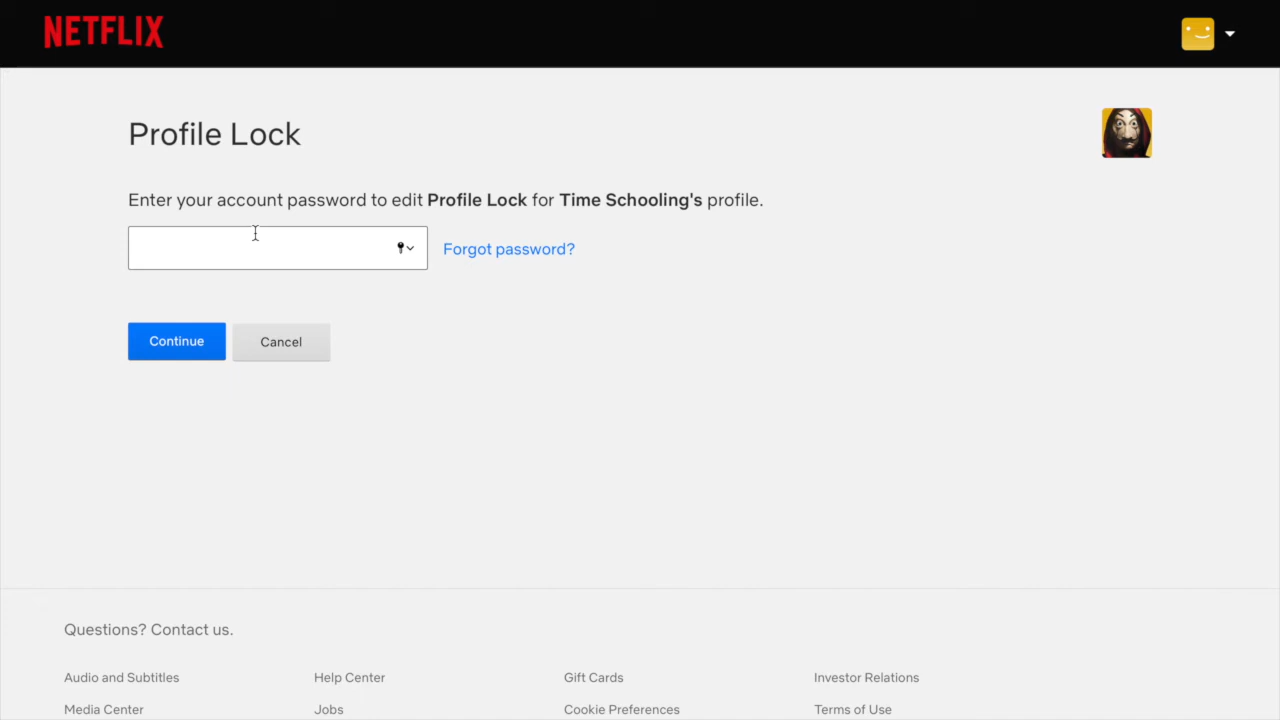 NETFLIX
Profile Lock
Enter your account password to edit Profile Lock for Time Schooling's profile.
Forgot password?
Continue Cancel
Questions? Contact us.
Audio and Subtitles Help Center Gift Cards Investor Relations
Media Center Jobs Cookie Preferences Terms of Use